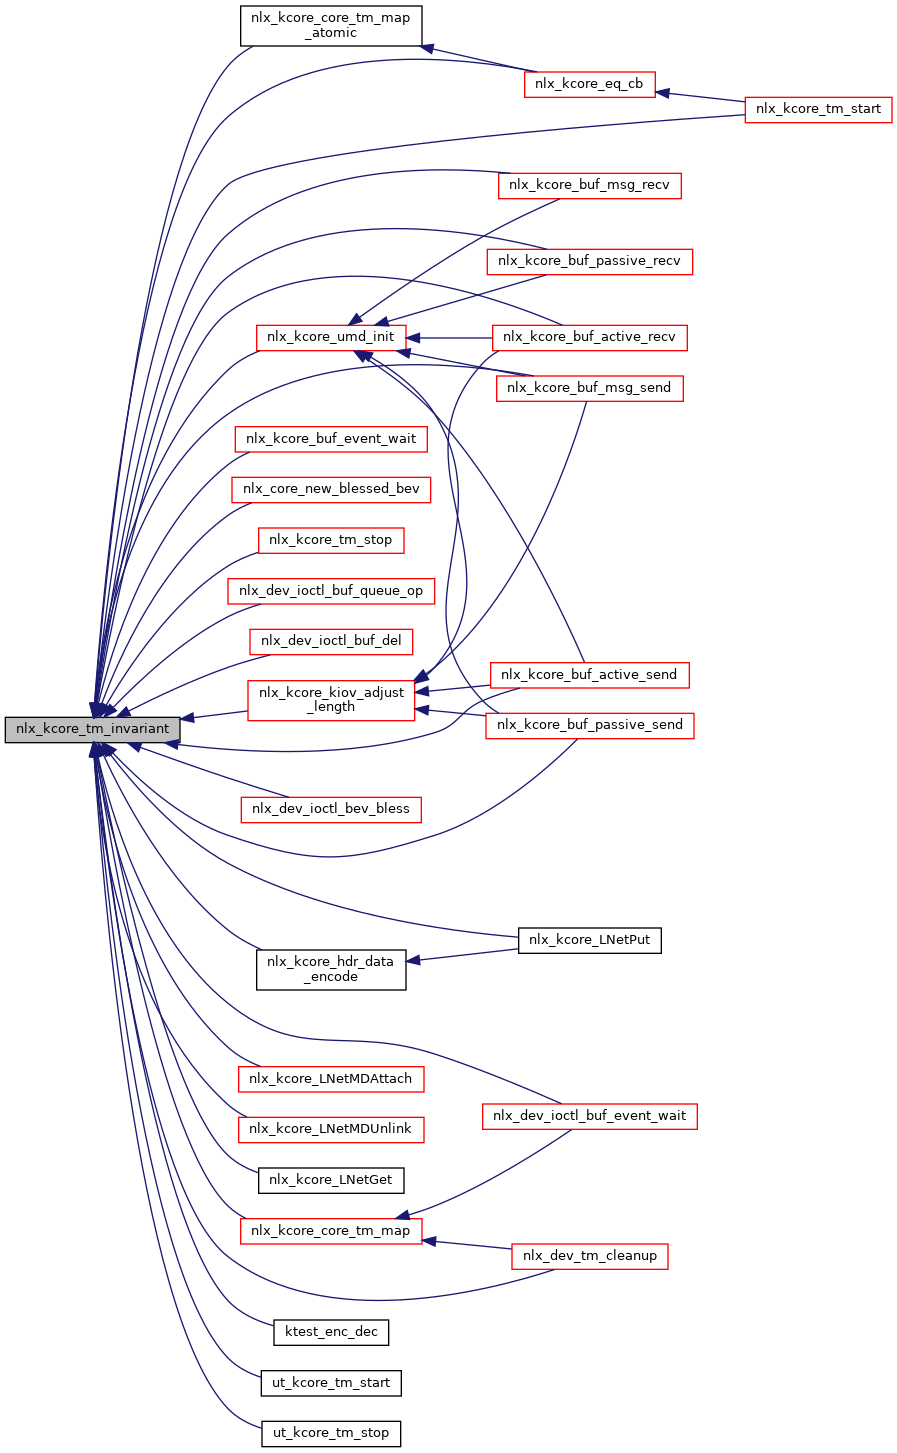 nlx_kcore_core_tm_map
_atomic
nlx_kcore_eq_cb
nlx_kcore_tm_start
nlx_kcore_buf_msg_recv
nlx_kcore_buf_passive_recv
nlx_kcore_umd_init
nlx_kcore_buf_active_recv
nlx_kcore_buf_msg_send
nlx_kcore_buf_event_wait
nlx_core_new_blessed_bev
nlx_kcore_tm_stop
nlx_dev_ioctl_buf_queue_op
nlx_dev_ioctl_buf_del
nlx_kcore_kiov_adjust
_length
nlx_kcore_buf_active_send
nlx_kcore_buf_passive_send
nlx_kcore_tm_invariant
nlx_dev_ioctl_bev_bless
nlx_kcore_LNetPut
nlx_kcore_hdr_data
_encode
nlx_kcore_LNetMDAttach
nlx_dev_ioctl_buf_event_wait
nlx_kcore_LNetMDUnlink
nlx_kcore_LNetGet
nlx_kcore_core_tm_map
nlx_dev_tm_cleanup
ktest_enc_dec
ut_kcore_tm_start
ut_kcore_tm_stop